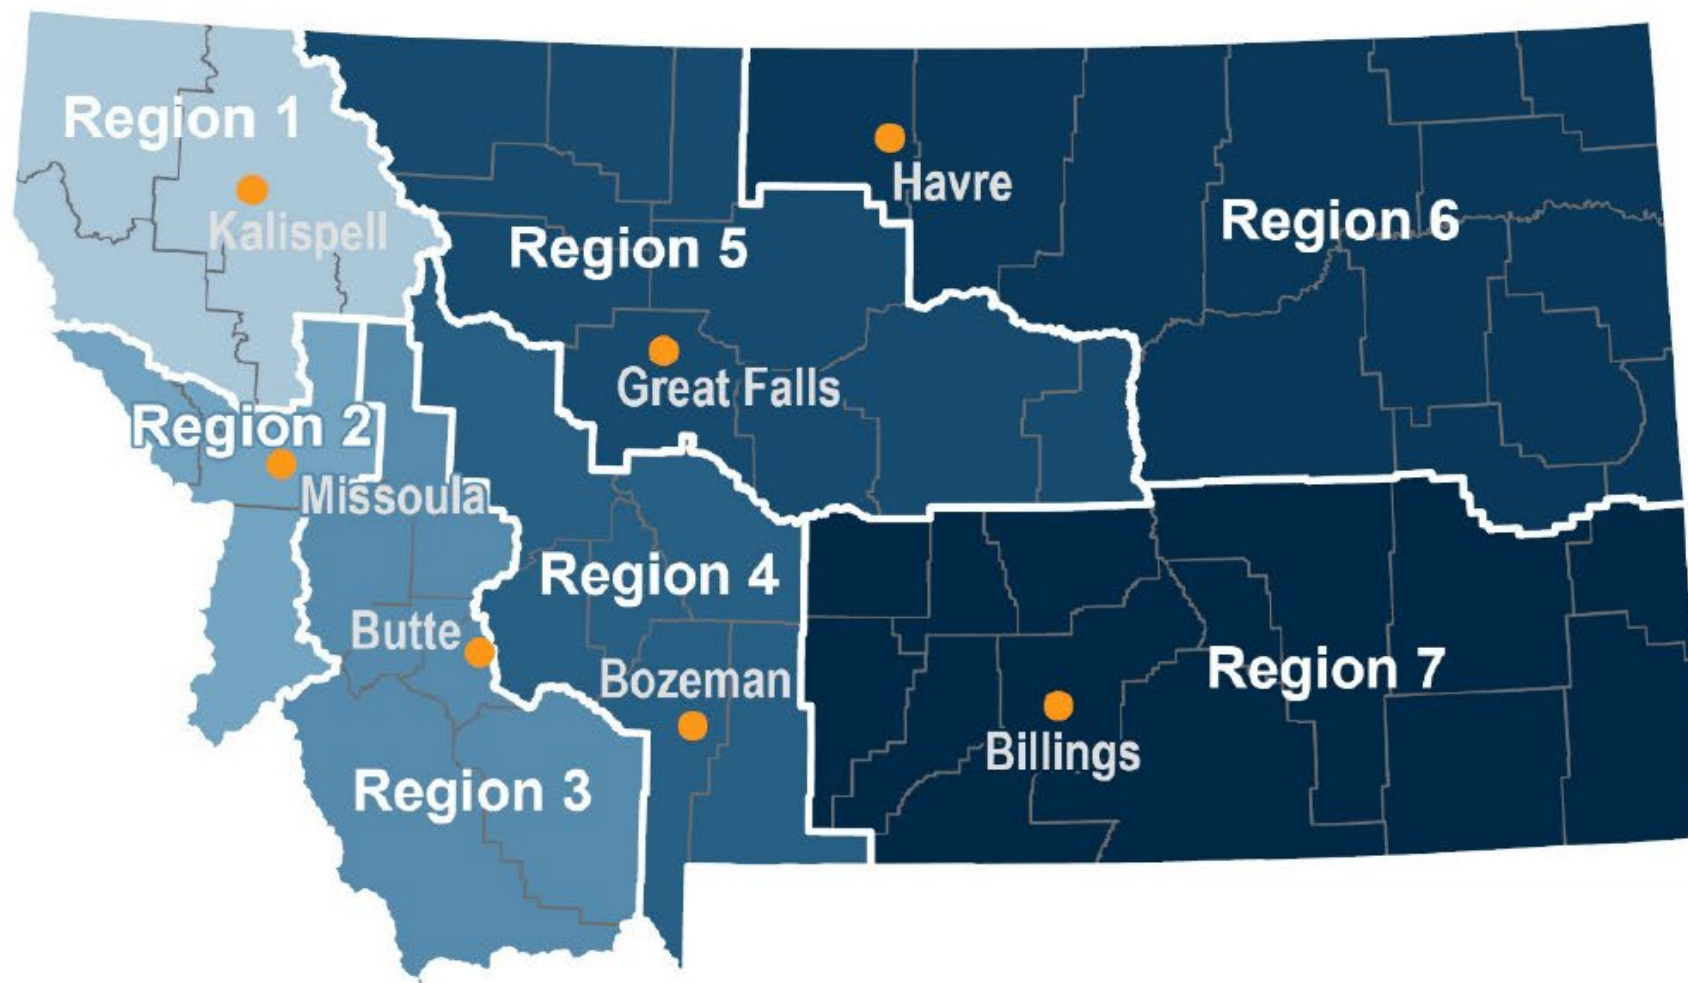 Region 1
Kalispell
Havre
Region 6
Region 5
Great Falls
Region 2
Missoula
Region 4
Butte
Bozeman
Region 7
Billings
Region 3